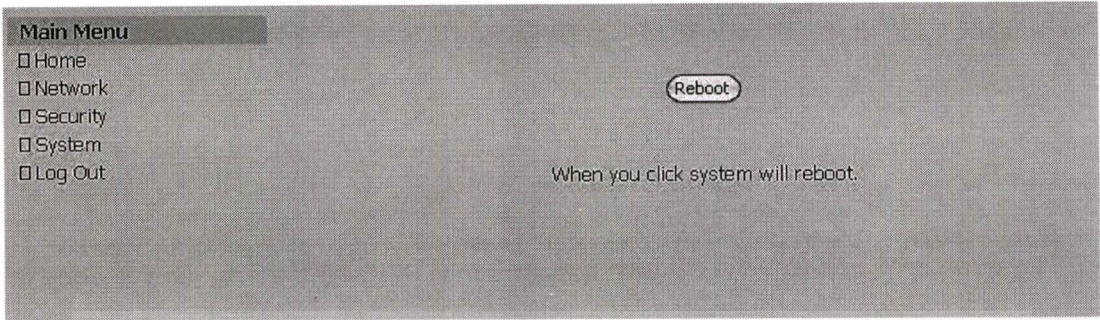 Main Menu
Home
Network
Security
System
Log Out
Reboot
When you click system will reboot.